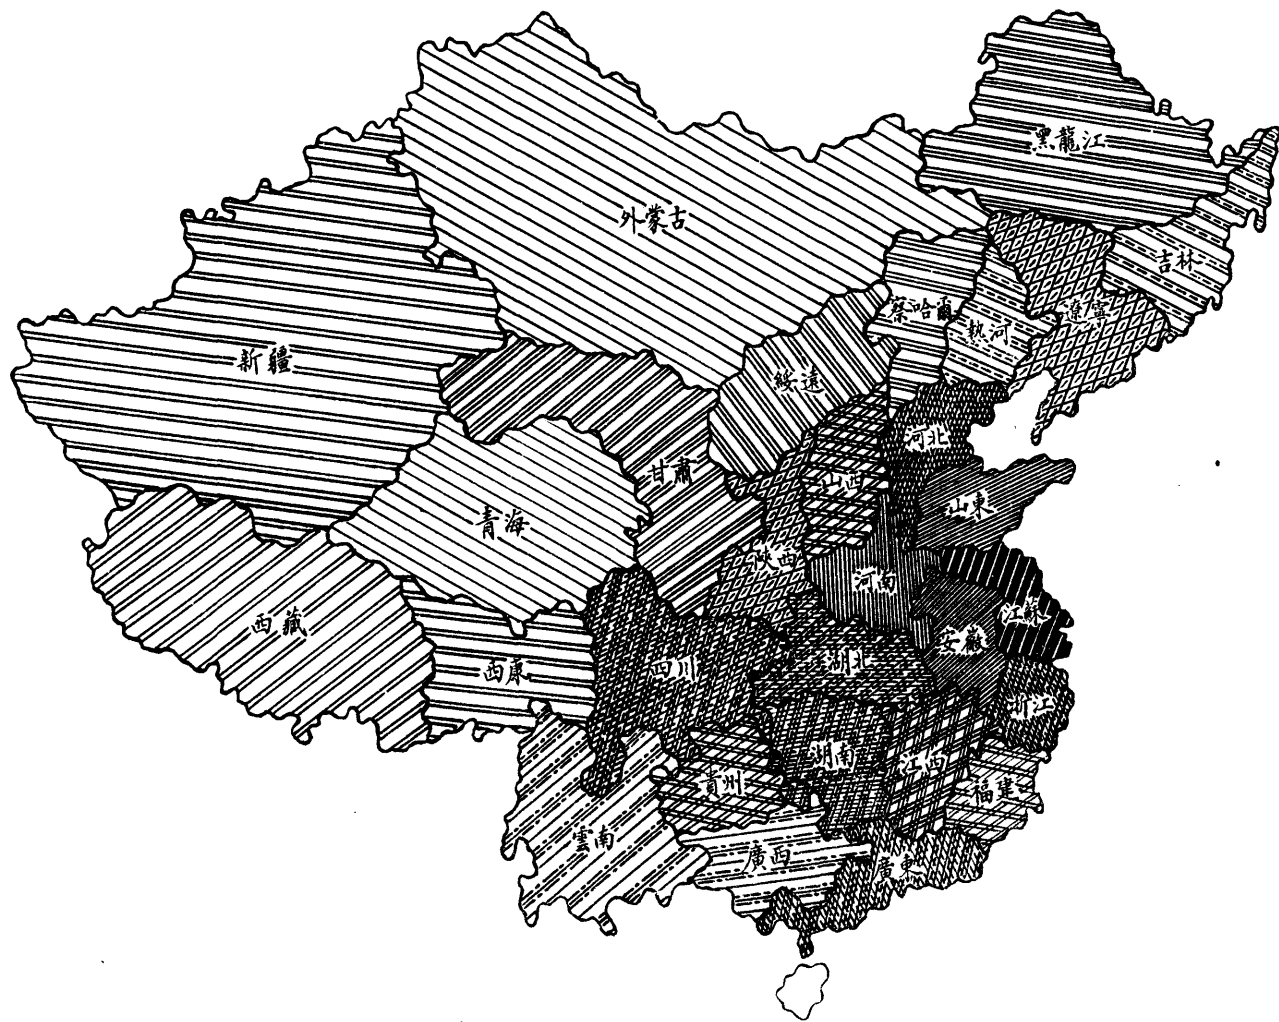 黑龍江
外蒙古
吉林
察哈爾
遼寧
熱河
新疆
綏遠
河北
甘肅
山西
山東
青海
陝西
河南
江蘇
西藏
安徽
西康
四川
湖北
浙江
湖南
江西
貴州
福建
雲南
廣西
廣東